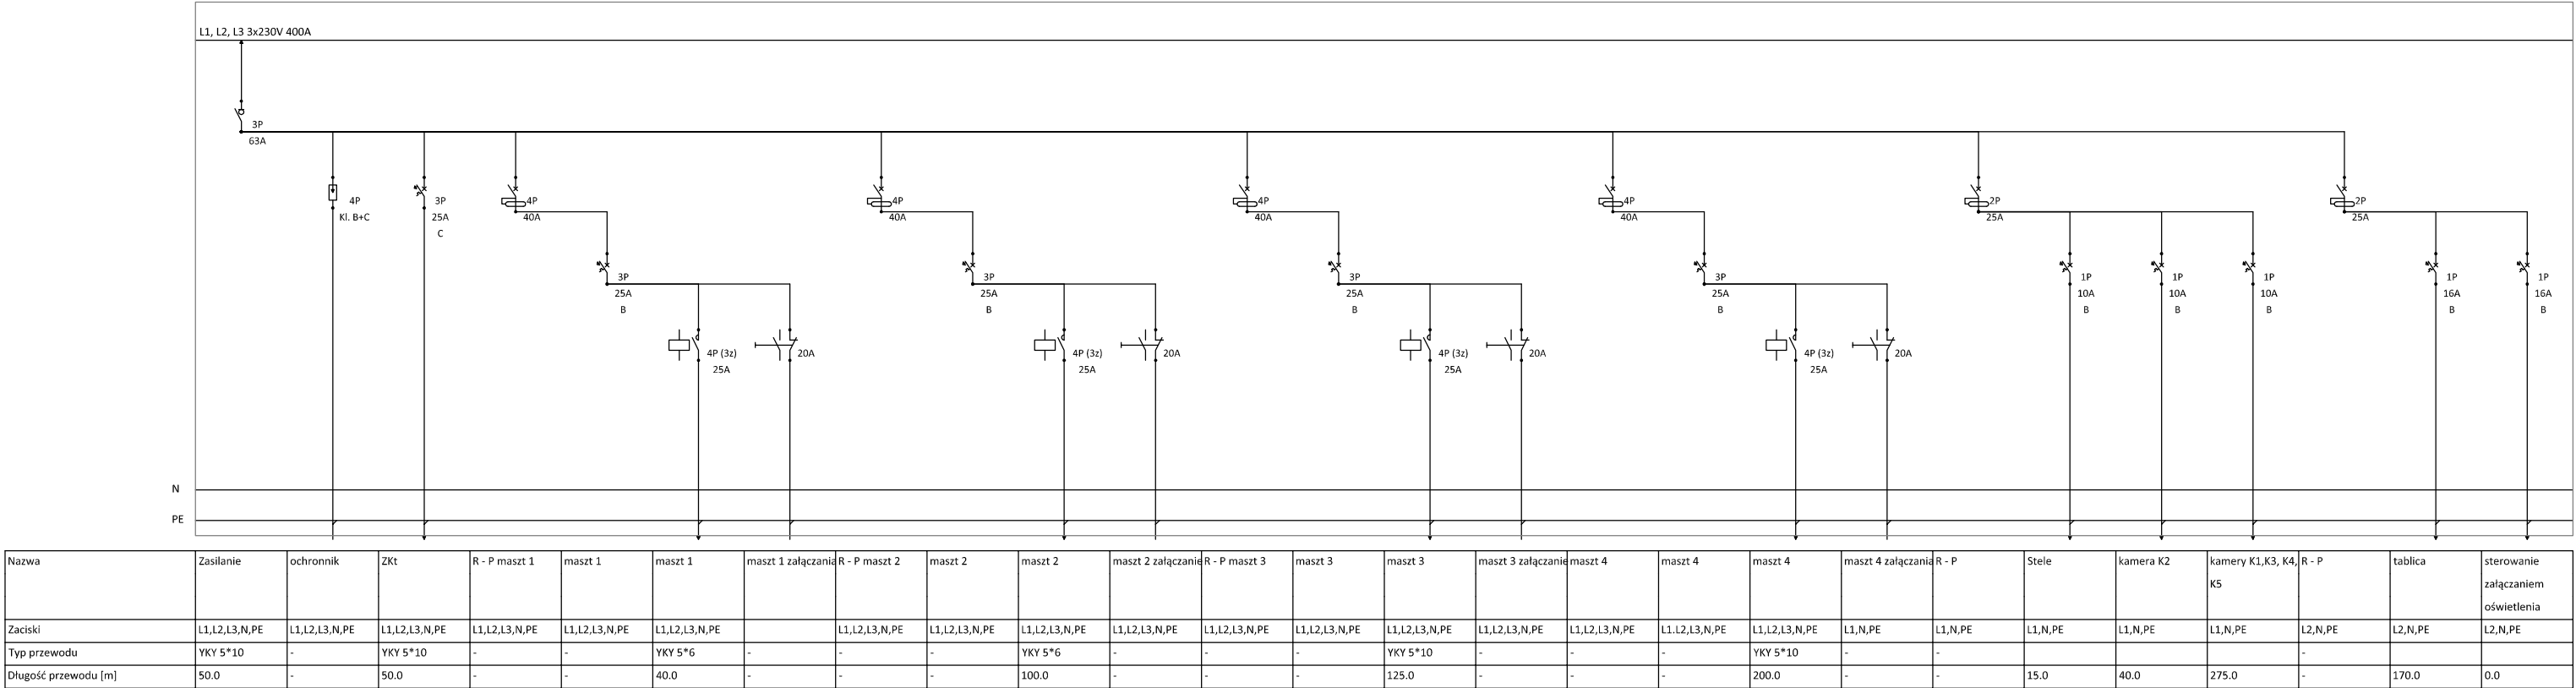 L1, L2, L3 3x230V 400A
3P
63A
4P
Kl. B+C
3P
25A
C
4P
40A
4P
40A
4P
40A
4P
40A
2P
25A
2P
25A
3P
25A
B
3P
25A
B
3P
25A
B
3P
25A
B
1P
10A
B
1P
10A
B
1P
10A
B
1P
16A
B
1P
16A
B
4P (3z)
25A
20A
4P (3z)
25A
20A
4P (3z)
25A
20A
4P (3z)
25A
20A
N
PE
Nazwa Zasilanie ochronnik ZKt R - P maszt 1 maszt 1 maszt 1 maszt 1 załączania R - P maszt 2 maszt 2 maszt 2 maszt 2 załączanie R - P maszt 3 maszt 3 maszt 3 maszt 3 załączanie maszt 4 maszt 4 maszt 4 maszt 4 załączania R - P Stele kamera K2 kamery K1,K3, K4, R - P tablica sterowanie
K5 załączaniem
oświetlenia
Zaciski L1,L2,L3,N,PE L1,L2,L3,N,PE L1,L2,L3,N,PE L1,L2,L3,N,PE L1,L2,L3,N,PE L1,L2,L3,N,PE L1,L2,L3,N,PE L1,L2,L3,N,PE L1,L2,L3,N,PE L1,L2,L3,N,PE L1,L2,L3,N,PE L1,L2,L3,N,PE L1,L2,L3,N,PE L1,L2,L3,N,PE L1,L2,L3,N,PE L1.L2,L3,N,PE L1,L2,L3,N,PE L1,N,PE L1,N,PE L1,N,PE L1,N,PE L1,N,PE L2,N,PE L2,N,PE L2,N,PE
Typ przewodu YKY 5*10 - YKY 5*10 - - YKY 5*6 - - - YKY 5*6 - - - YKY 5*10 - - - YKY 5*10 - - -
Długość przewodu [m] 50.0 - 50.0 - - 40.0 - - - 100.0 - - - 125.0 - - - 200.0 - - 15.0 40.0 275.0 - 170.0 0.0